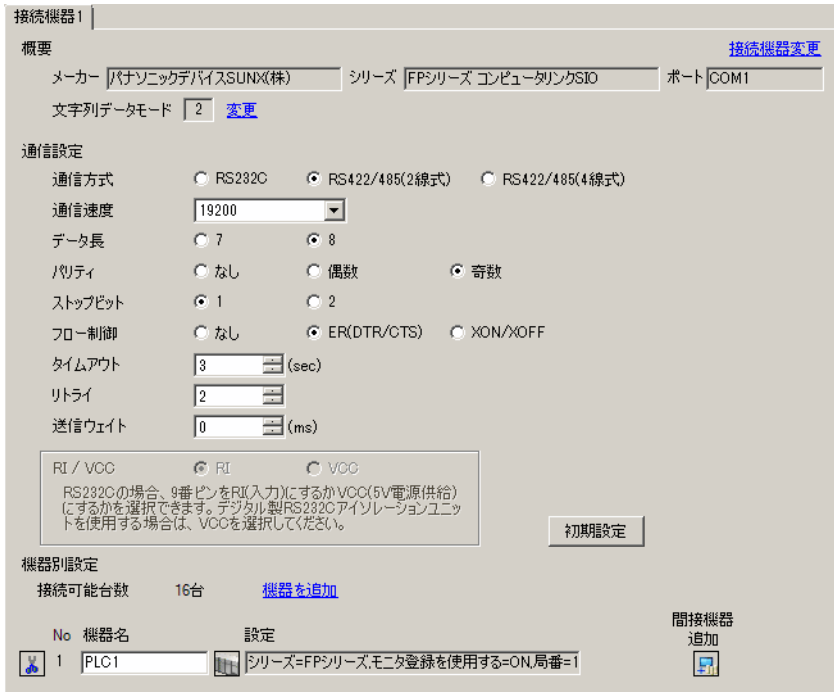 接続機器1
概要
接続機器変更
メーカー パナソニックデバイスSUNX(株) シリーズ FPシリーズ コンピュータリンクSIO ポート COM1
文字列データモード 2 変更
通信設定
通信方式 RS232C RS422/485(2線式) RS422/485(4線式)
通信速度 19200
データ長 7 8
パリティ なし 偶数 奇数
ストップビット 1 2
フロー制御 なし ER(DTR/CTS) XON/XOFF
タイムアウト 3 (sec)
リトライ 2
送信ウェイト 0 (ms)
RI / VCC RI VCC
RS232Cの場合、9番ピンをRI(入力)にするかVCC(5V電源供給)
にするかを選択できます。デジタル製RS232Cアイソレーションユニッ
トを使用する場合は、VCCを選択してください。
初期設定
機器別設定
接続可能台数 16台 機器を追加
間接機器
追加
No 機器名 設定
1 PLC1 シリーズ=FPシリーズ,モニタ登録を使用する=ON,局番=1